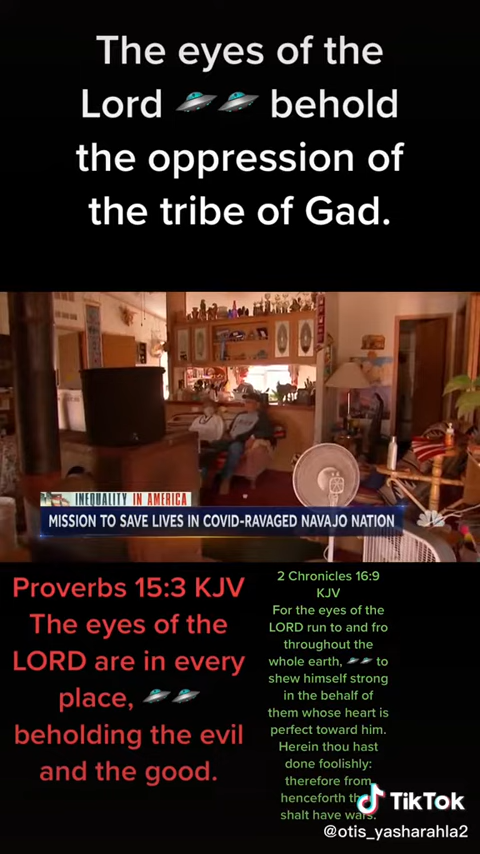 The eyes of the
Lord 🛸🛸 behold
the oppression of
the tribe of Gad.
INEQUALITY IN AMERICA
MISSION TO SAVE LIVES IN COVID-RAVAGED NAVAJO NATION
Proverbs 15:3 KJV
The eyes of the
LORD are in every
place, 🛸🛸
beholding the evil
and the good.
2 Chronicles 16:9
KJV
For the eyes of the
LORD run to and fro
throughout the
whole earth, 🛸🛸 to
shew himself strong
in the behalf of
them whose heart is
perfect toward him.
Herein thou hast
done foolishly:
therefore from
henceforth
shalt have wars.
TikTok
@otis_yasharahla2